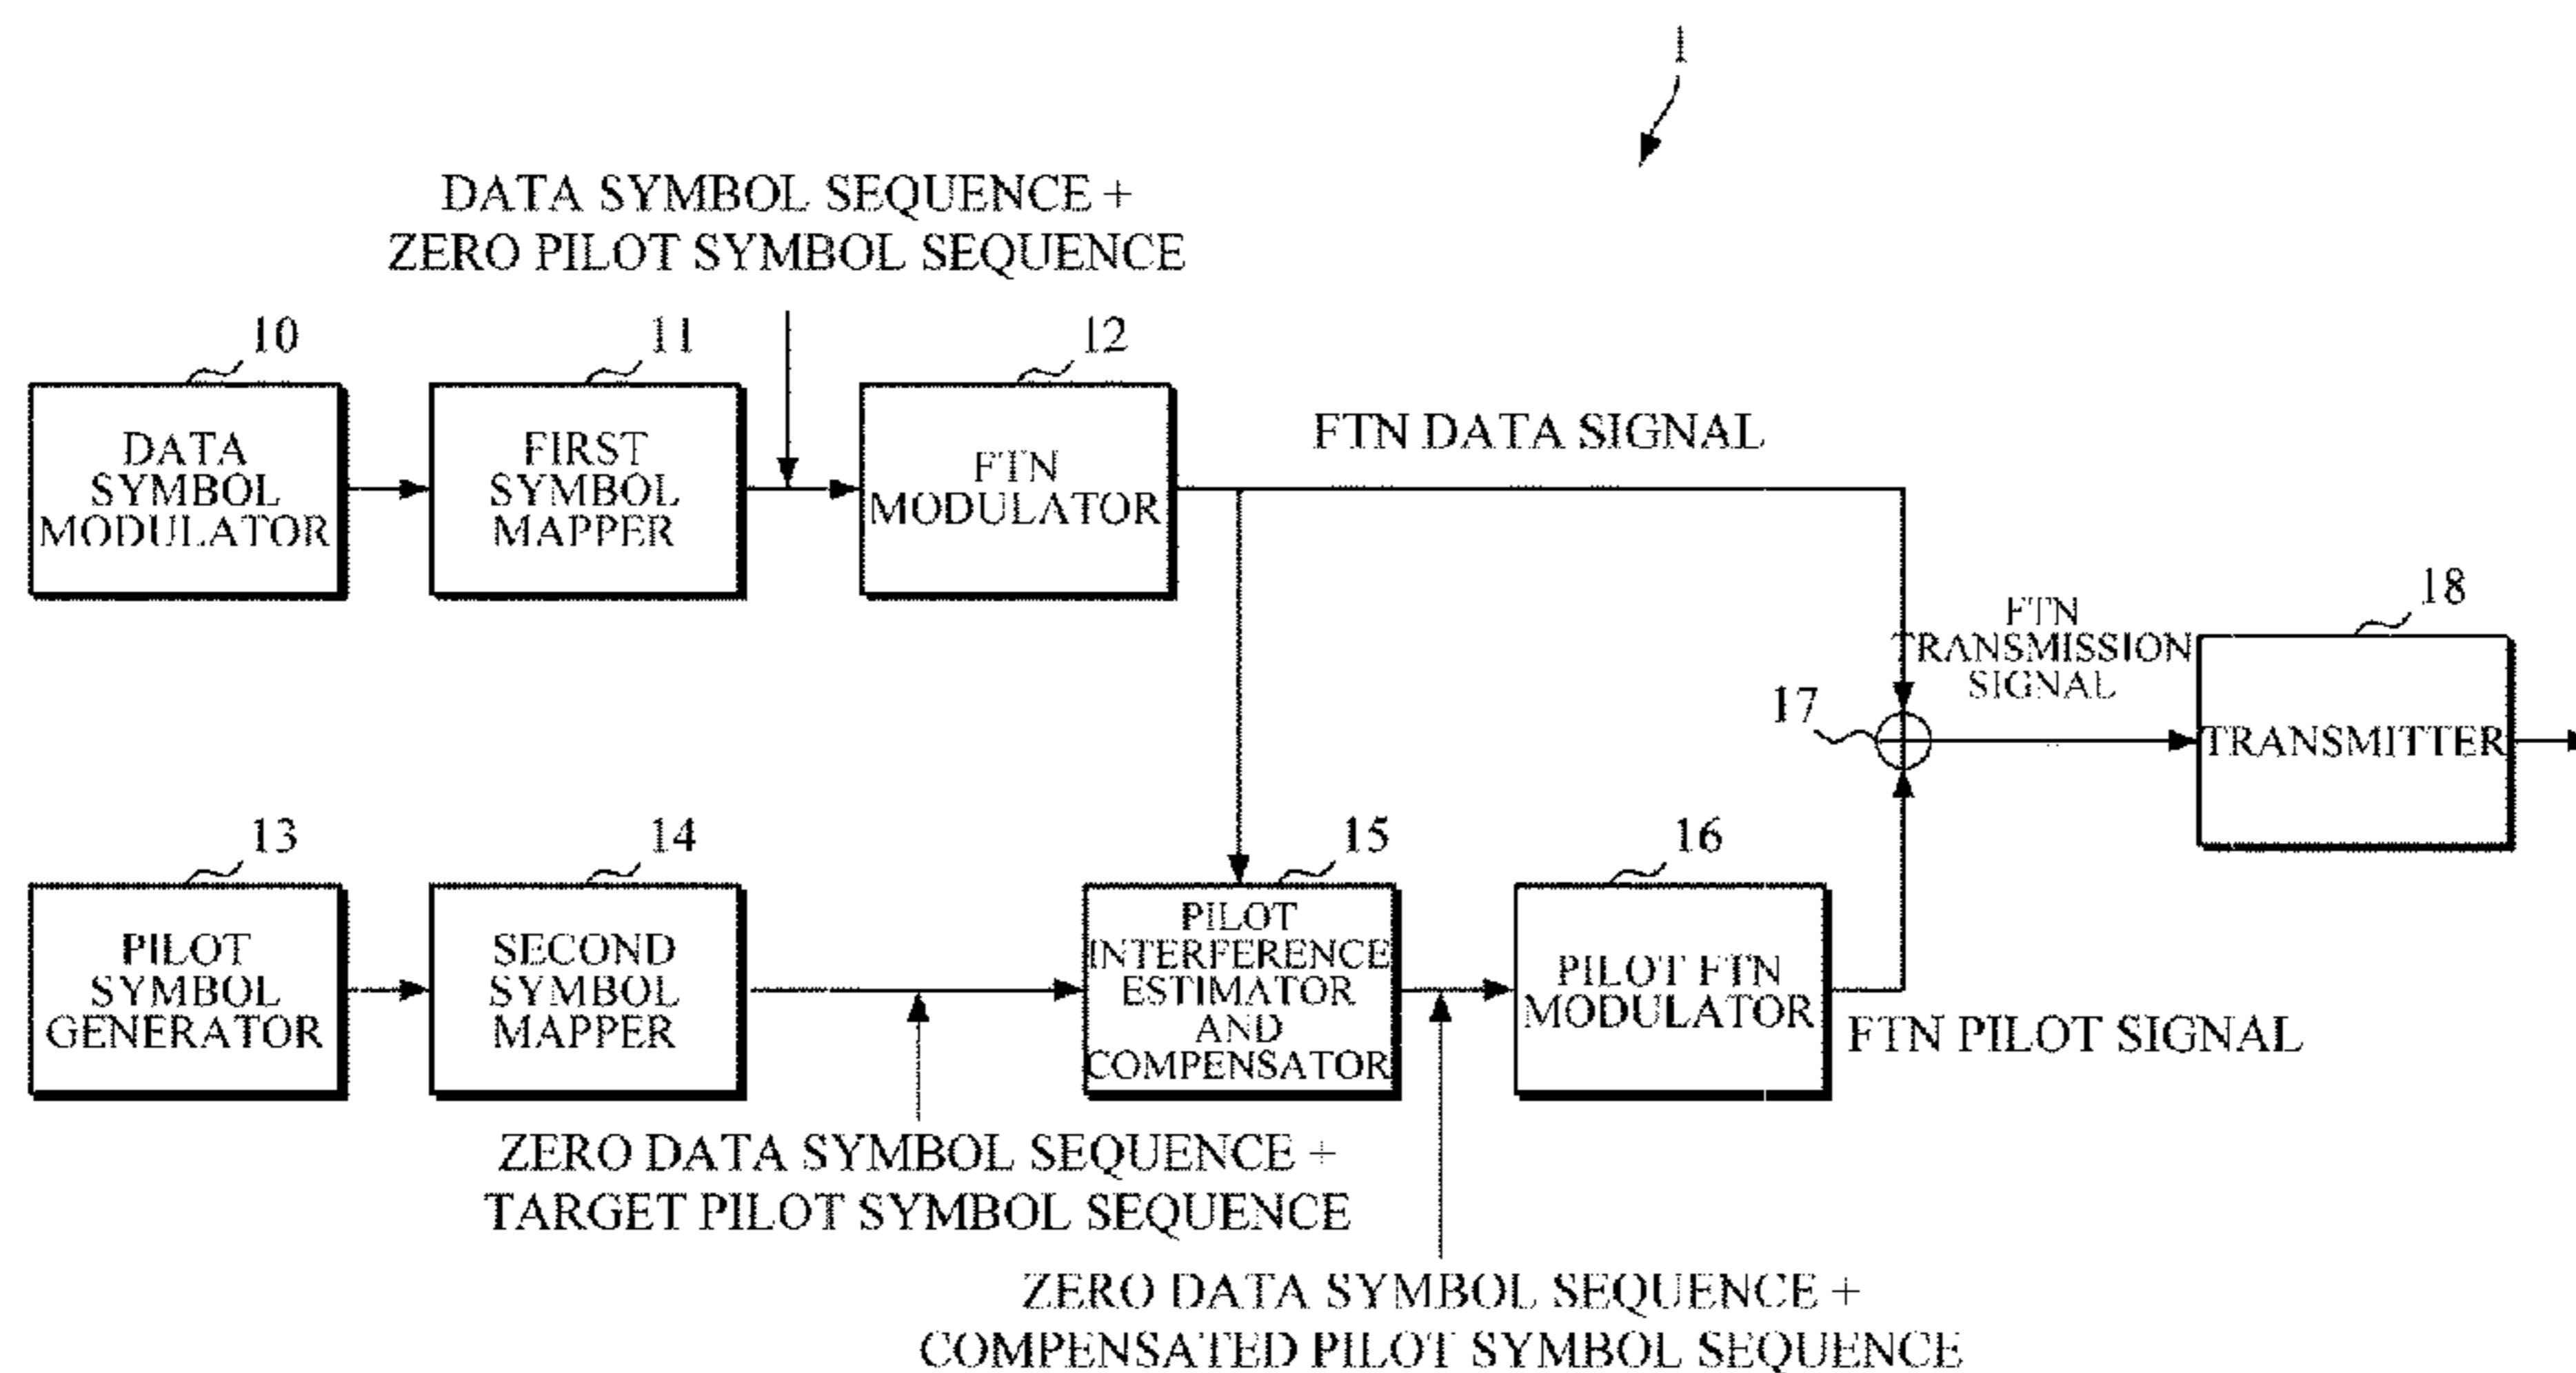 1
DATA SYMBOL SEQUENCE +
ZERO PILOT SYMBOL SEQUENCE
10
11
12
DATA
SYMBOL
MODULATOR
FIRST
SYMBOL
MAPPER
FTN
MODULATOR
FTN DATA SIGNAL
FTN
TRANSMISSION
SIGNAL
18
17
TRANSMITTER
13
14
15
16
PILOT
SYMBOL
GENERATOR
SECOND
SYMBOL
MAPPER
PILOT
INTERFERENCE
ESTIMATOR
AND
COMPENSATOR
PILOT FTN
MODULATOR
FTN PILOT SIGNAL
ZERO DATA SYMBOL SEQUENCE +
TARGET PILOT SYMBOL SEQUENCE
ZERO DATA SYMBOL SEQUENCE +
COMPENSATED PILOT SYMBOL SEQUENCE